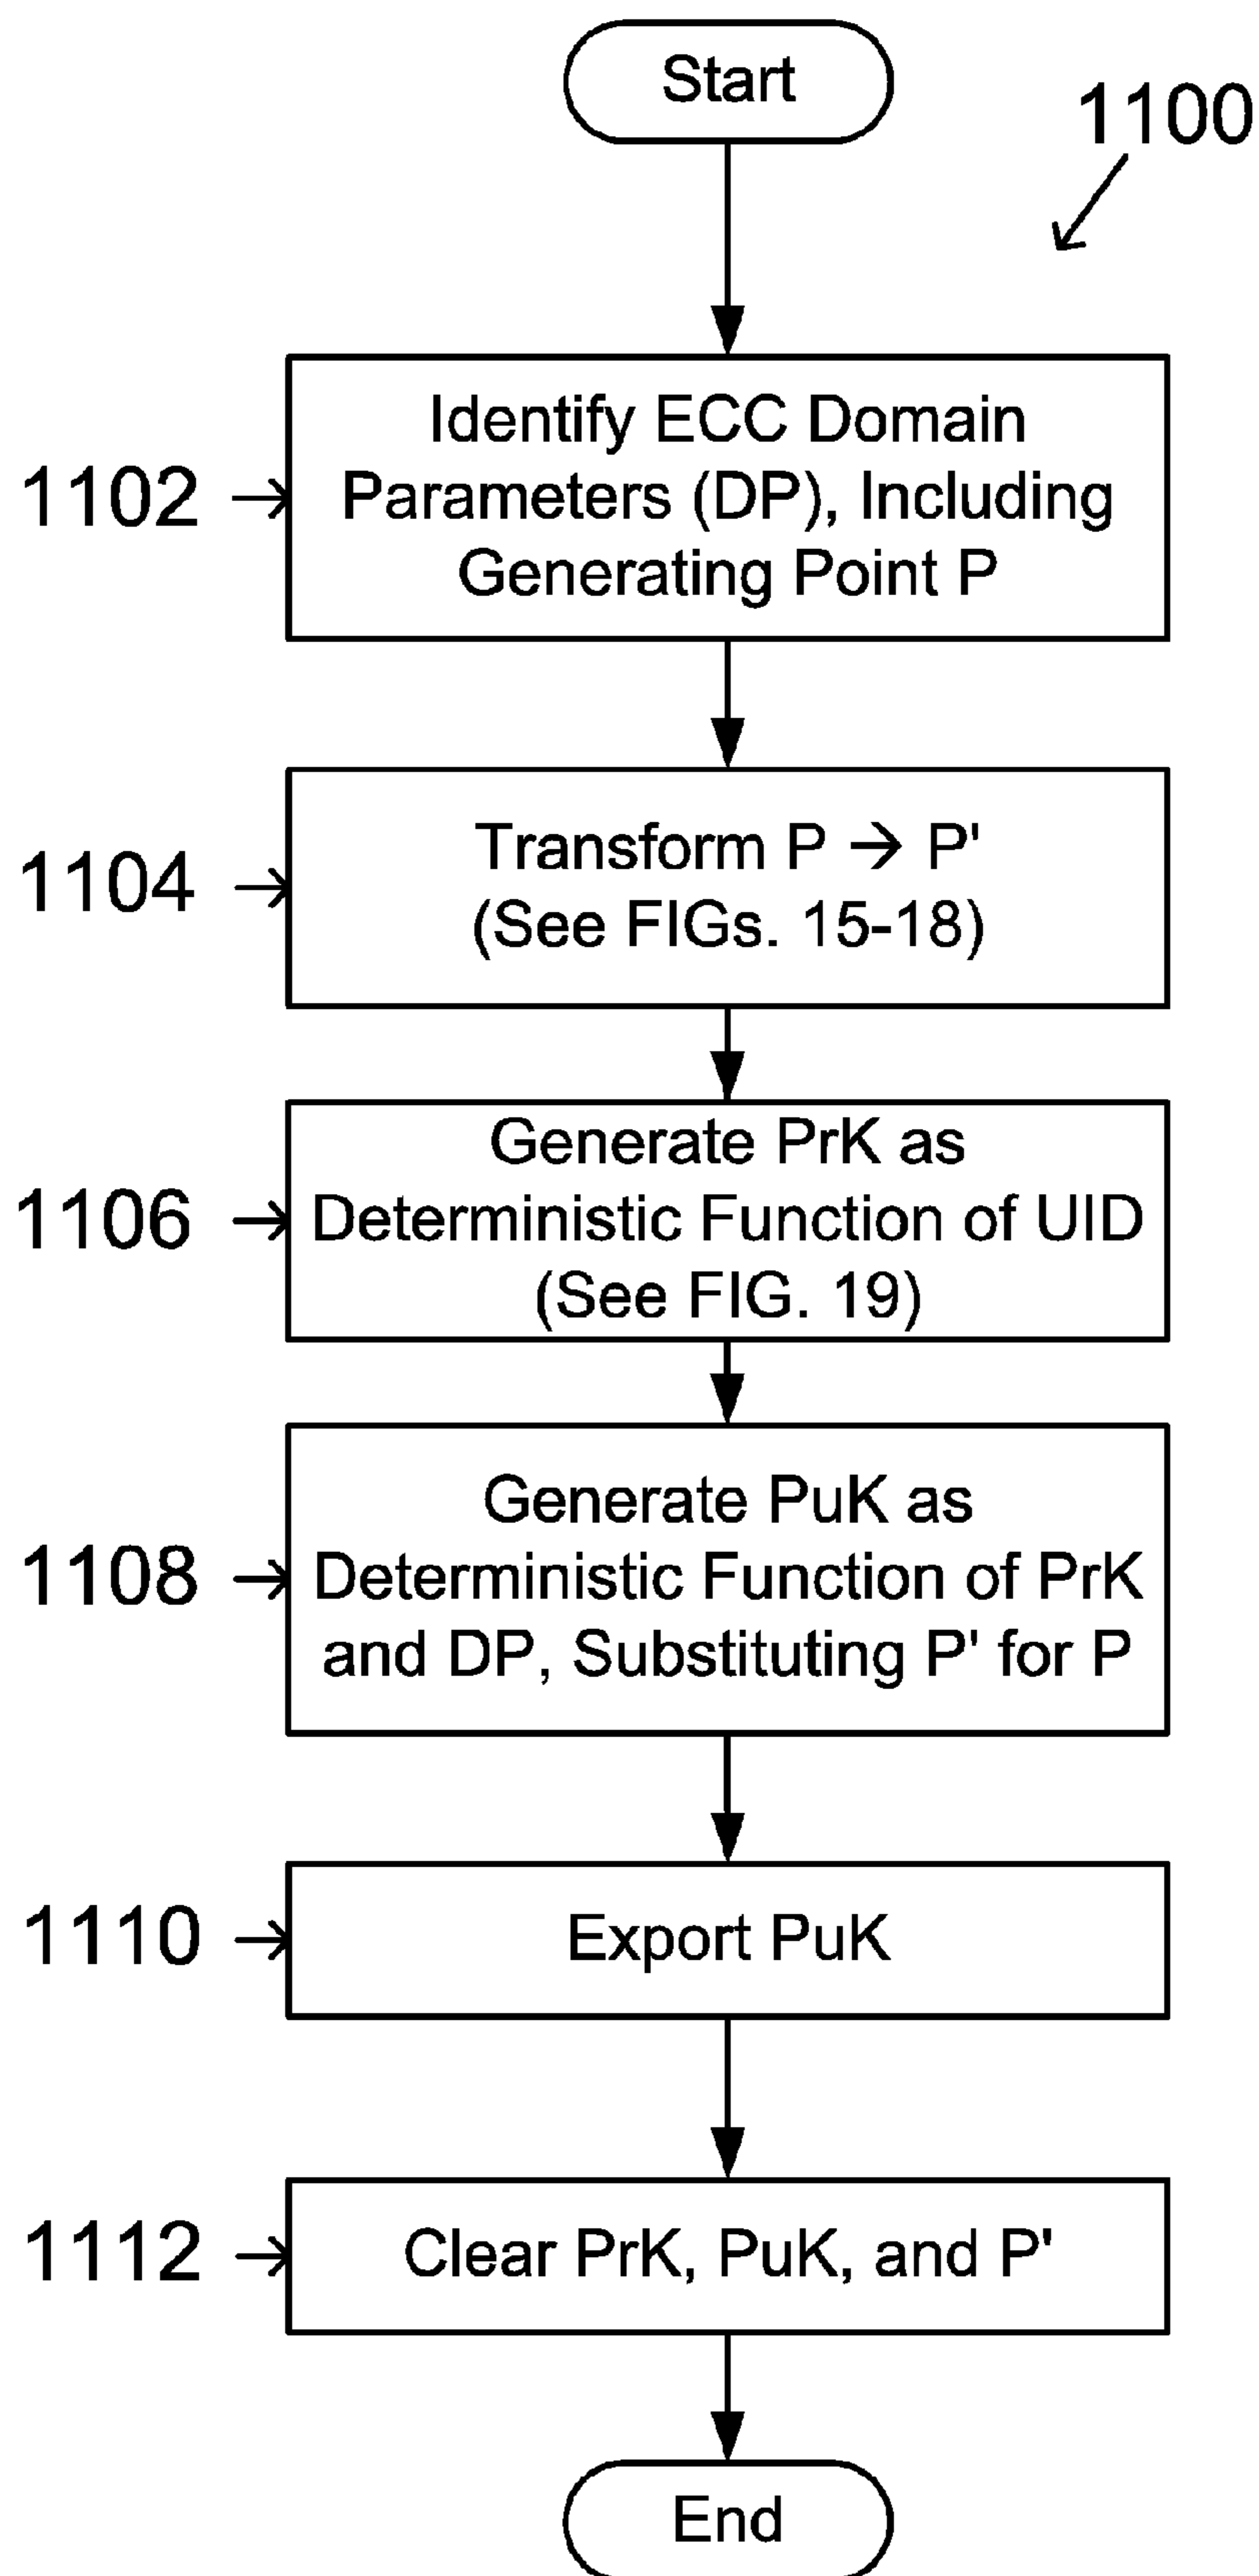 Start
1100
1102
Identify ECC Domain
Parameters (DP), Including
Generating Point P
1104
Transform P → P'
(See FIGs. 15-18)
1106
Generate PrK as
Deterministic Function of UID
(See FIG. 19)
1108
Generate PuK as
Deterministic Function of PrK
and DP, Substituting P' for P
1110
Export PuK
1112
Clear PrK, PuK, and P'
End